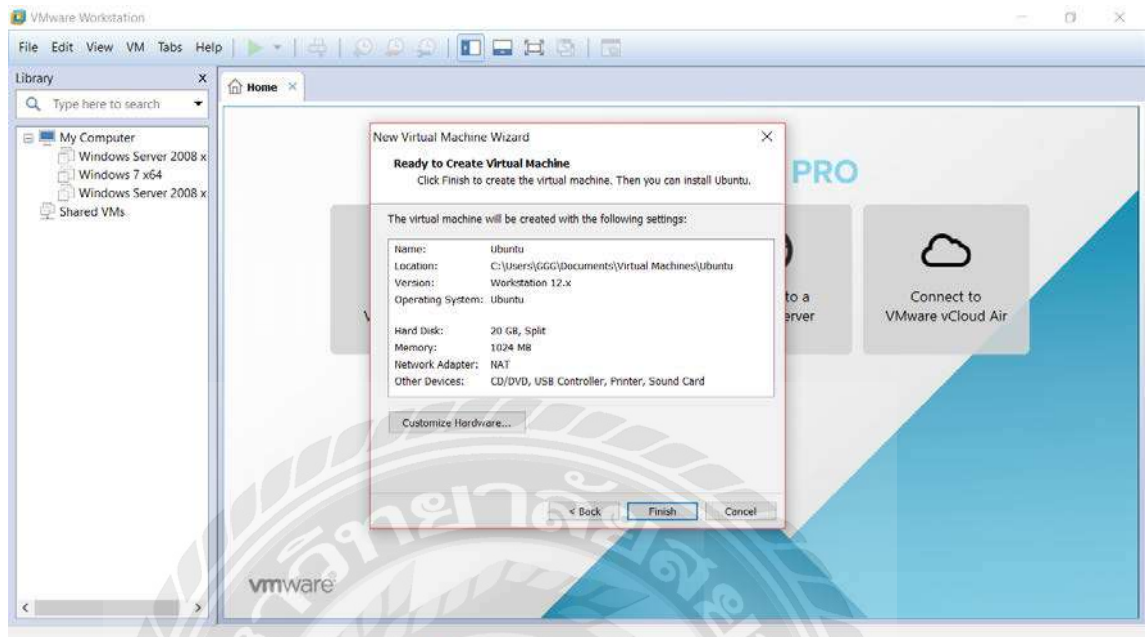 VMware Workstation
File Edit View VM Tabs Help
Library X
Home ×
Type here to search
My Computer
Windows Server 2008 x
Windows 7 x64
Windows Server 2008 x
Shared VMs
PRO
New Virtual Machine Wizard
Ready to Create Virtual Machine
Click Finish to create the virtual machine. Then you can install Ubuntu.
The virtual machine will be created with the following settings:
Name: Ubuntu
Location: C:\Users\GGG\Documents\Virtual Machines\Ubuntu
Version: Workstation 12.x
Operating System: Ubuntu
Hard Disk: 20 GB, Split
Memory: 1024 MB
Network Adapter: NAT
Other Devices: CD/DVD, USB Controller, Printer, Sound Card
Customize Hardware...
< Back Finish Cancel
to a
Connect to
VMware vCloud Air
vmware